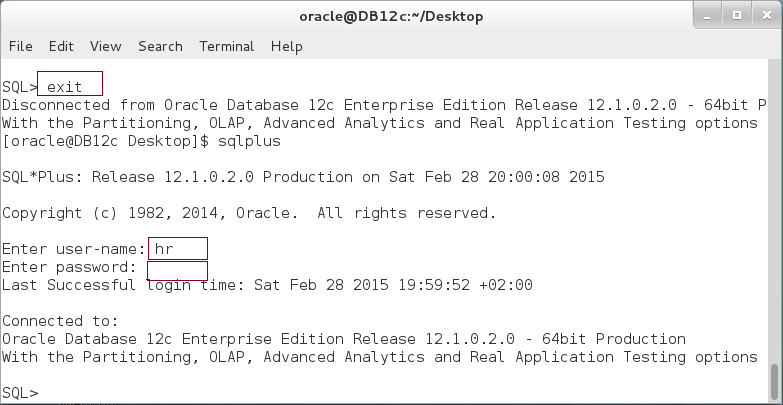 oracle@DB12c:~/Desktop
File Edit View Search Terminal Help
SQL> exit
Disconnected from Oracle Database 12c Enterprise Edition Release 12.1.0.2.0 - 64bit P
With the Partitioning, OLAP, Advanced Analytics and Real Application Testing options
[oracle@DB12c Desktop]$ sqlplus
SQL*Plus: Release 12.1.0.2.0 Production on Sat Feb 28 20:00:08 2015
Copyright (c) 1982, 2014, Oracle.  All rights reserved.
Enter user-name: hr
Enter password:
Last Successful login time: Sat Feb 28 2015 19:59:52 +02:00
Connected to:
Oracle Database 12c Enterprise Edition Release 12.1.0.2.0 - 64bit Production
With the Partitioning, OLAP, Advanced Analytics and Real Application Testing options
SQL>